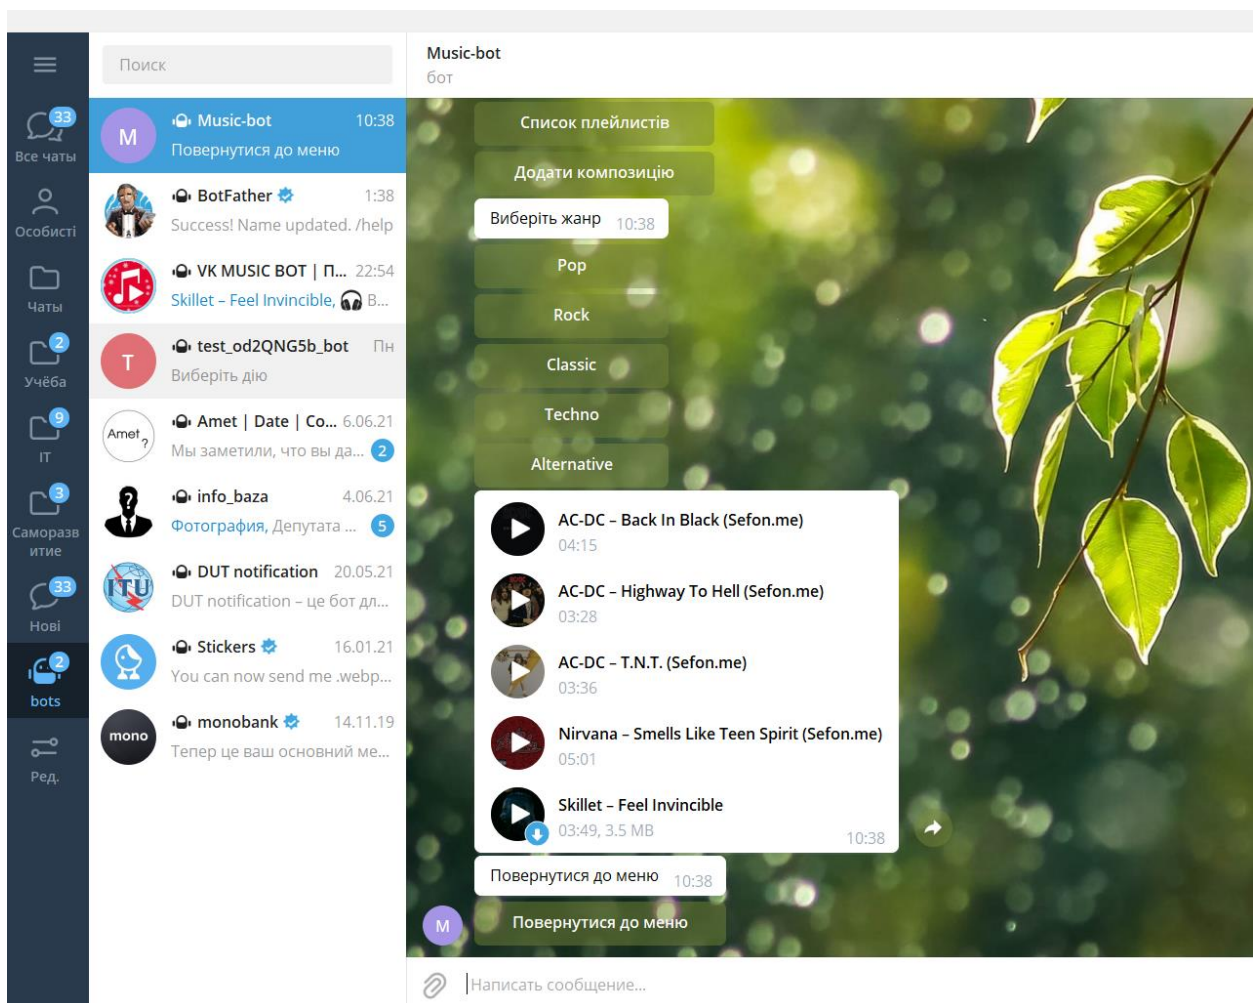 Поиск
33
Все чаты
Особисті
Чаты
2
Учёба
9
IT
3
Саморазв
итие
33
Нові
2
bots
Ред.
M
Music-bot 10:38
Повернутися до меню
BotFather 1:38
Success! Name updated. /help
VK MUSIC BOT | П... 22:54
Skillet – Feel Invincible, 🎧 В...
T
test_od2QNG5b_bot Пн
Виберіть дію
Amet ?
Amet | Date | Co... 6.06.21
Мы заметили, что вы да... 2
?
info_baza 4.06.21
Фотография, Депутата ... 5
ITU
DUT notification 20.05.21
DUT notification – це бот дл...
Stickers 16.01.21
You can now send me .webp...
mono
monobank 14.11.19
Тепер це ваш основний ме...
Music-bot
бот
Список плейлистів
Додати композицію
Виберіть жанр 10:38
Pop
Rock
Classic
Techno
Alternative
AC-DC – Back In Black (Sefon.me)
04:15
AC-DC – Highway To Hell (Sefon.me)
03:28
AC-DC – T.N.T. (Sefon.me)
03:36
Nirvana – Smells Like Teen Spirit (Sefon.me)
05:01
Skillet – Feel Invincible
03:49, 3.5 MB
10:38
Повернутися до меню 10:38
M
Повернутися до меню
Написать сообщение...